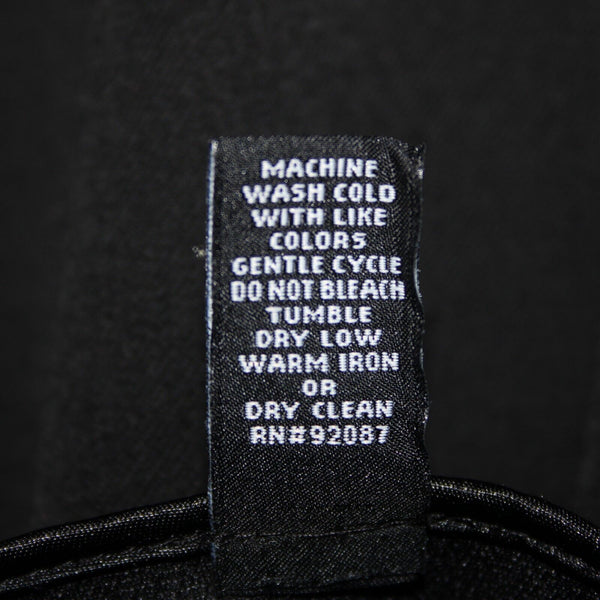 MACHINE
WASH COLD
WITH LIKE
COLORS
GENTLE CYCLE
DO NOT BLEACH
TUMBLE
DRY LOW
WARM IRON
OR
DRY CLEAN
RN#92087